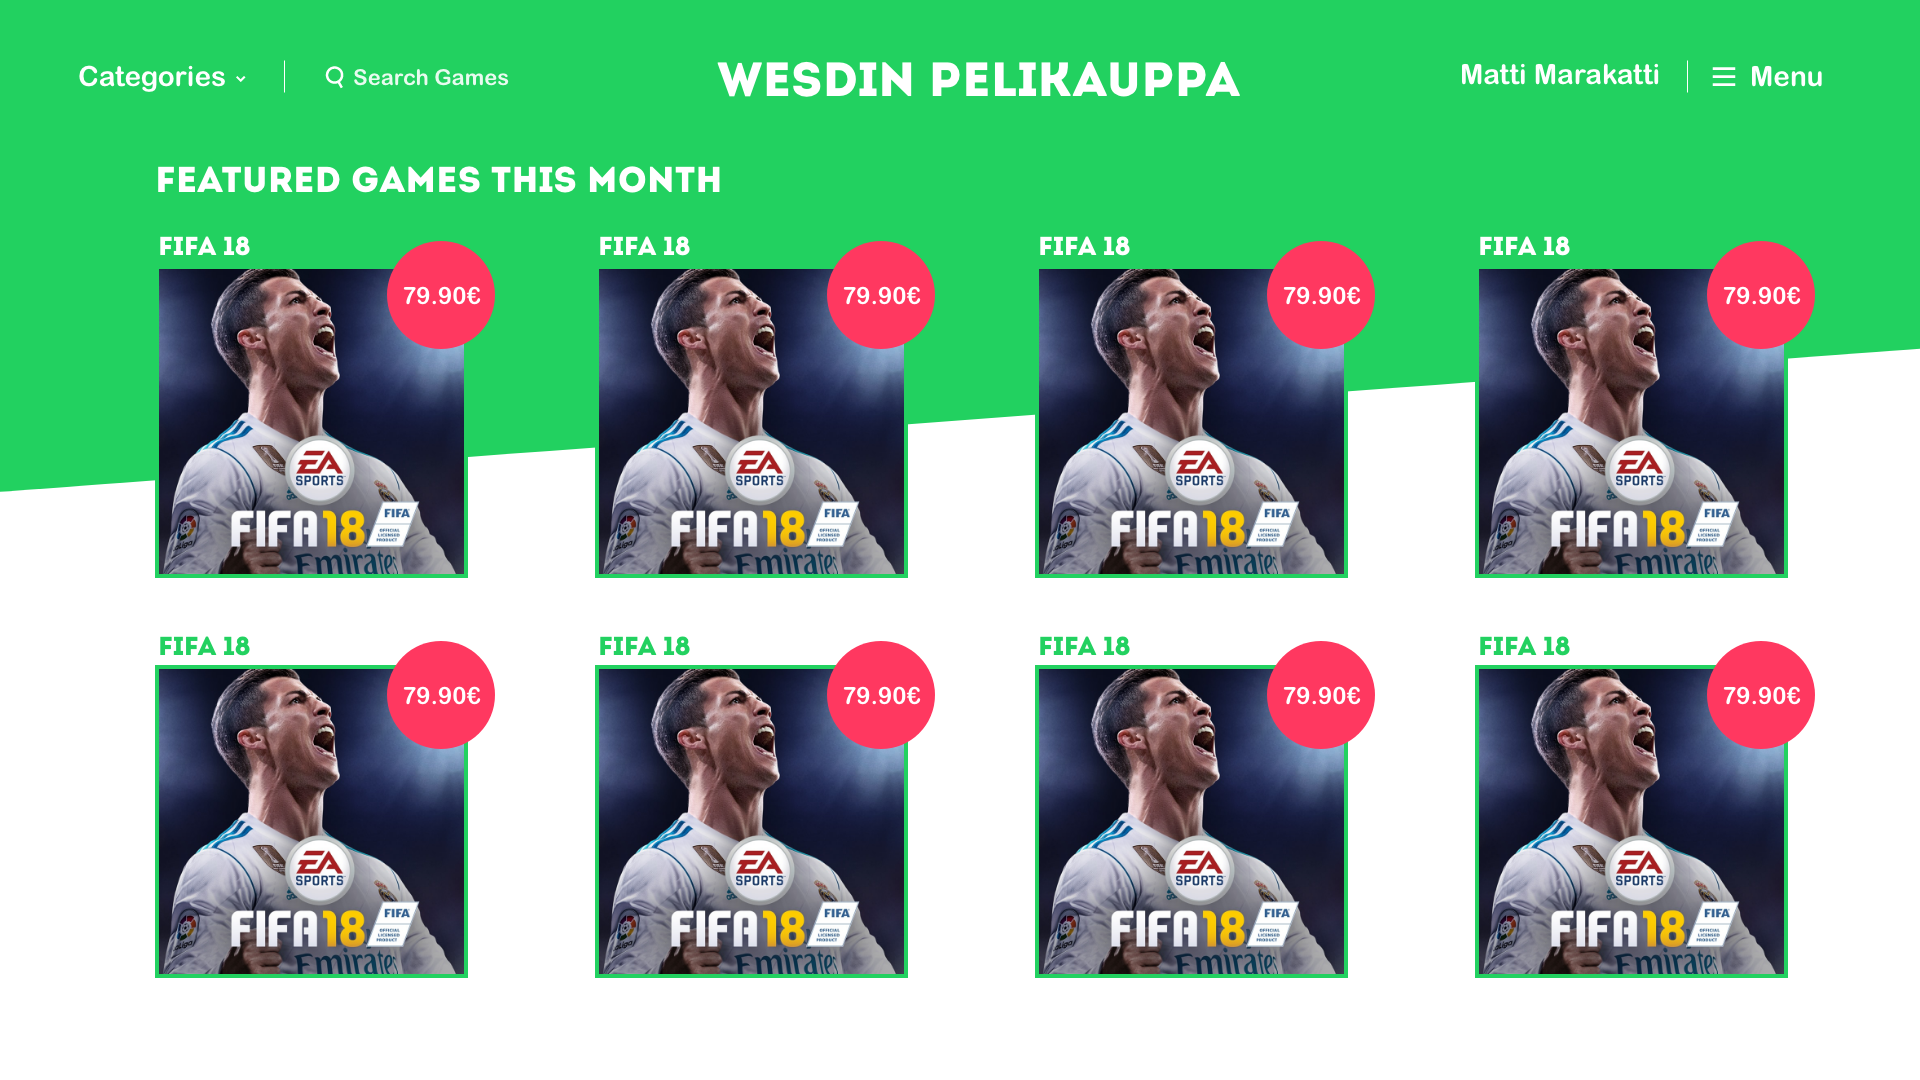 Categories
Search Games
WESDIN PELIKAUPPA
Matti Marakatti
Menu
FEATURED GAMES THIS MONTH
FIFA 18
79.90€
EA
SPORTS
FIFA 18
FIFA
OFFICIAL
LICENSED
PRODUCT
Emirates
FIFA 18
79.90€
EA
SPORTS
FIFA 18
FIFA
OFFICIAL
LICENSED
PRODUCT
Emirates
FIFA 18
79.90€
EA
SPORTS
FIFA 18
FIFA
OFFICIAL
LICENSED
PRODUCT
Emirates
FIFA 18
79.90€
EA
SPORTS
FIFA 18
FIFA
OFFICIAL
LICENSED
PRODUCT
Emirates
FIFA 18
79.90€
EA
SPORTS
FIFA 18
FIFA
OFFICIAL
LICENSED
PRODUCT
Emirates
FIFA 18
79.90€
EA
SPORTS
FIFA 18
FIFA
OFFICIAL
LICENSED
PRODUCT
Emirates
FIFA 18
79.90€
EA
SPORTS
FIFA 18
FIFA
OFFICIAL
LICENSED
PRODUCT
Emirates
FIFA 18
79.90€
EA
SPORTS
FIFA 18
FIFA
OFFICIAL
LICENSED
PRODUCT
Emirates